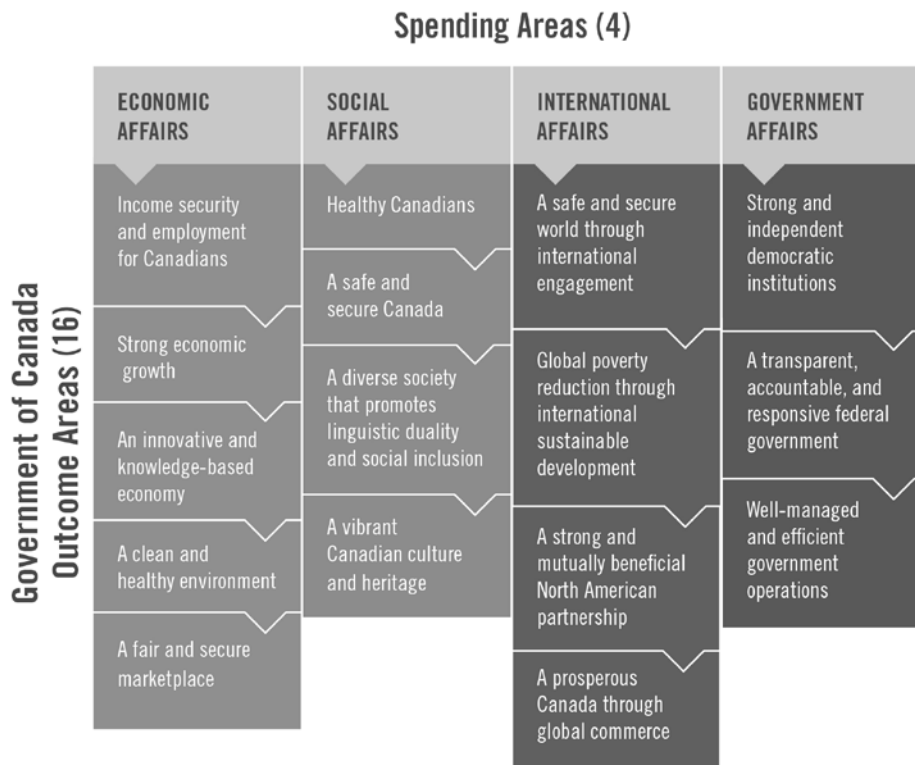 Spending Areas (4)
Government of Canada
Outcome Areas (16)
ECONOMIC
AFFAIRS
Income security
and employment
for Canadians
Strong economic
growth
An innovative and
knowledge-based
economy
A clean and
healthy environment
A fair and secure
marketplace
SOCIAL
AFFAIRS
Healthy Canadians
A safe and
secure Canada
A diverse society
that promotes
linguistic duality
and social inclusion
A vibrant
Canadian culture
and heritage
INTERNATIONAL
AFFAIRS
A safe and secure
world through
international
engagement
Global poverty
reduction through
international
sustainable
development
A strong and
mutually beneficial
North American
partnership
A prosperous
Canada through
global commerce
GOVERNMENT
AFFAIRS
Strong and
independent
democratic
institutions
A transparent,
accountable, and
responsive federal
government
Well-managed
and efficient
government
operations